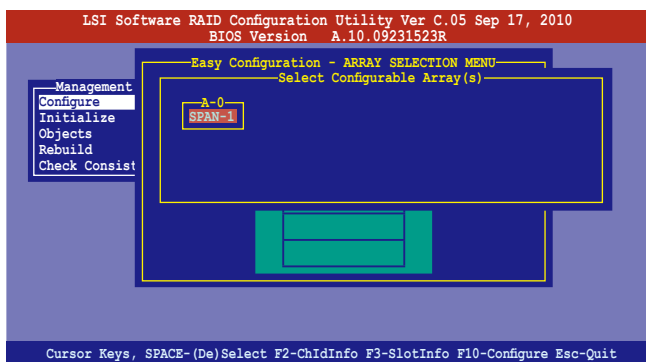 LSI Software RAID Configuration Utility Ver C.05 Sep 17, 2010
BIOS Version A.10.09231523R
Easy Configuration - ARRAY SELECTION MENU
Select Configurable Array(s)
Management
Configure
Initialize
Objects
Rebuild
Check Consist
A-0
SPAN-1
Cursor Keys, SPACE-(De)Select F2-ChIdInfo F3-SlotInfo F10-Configure Esc-Quit